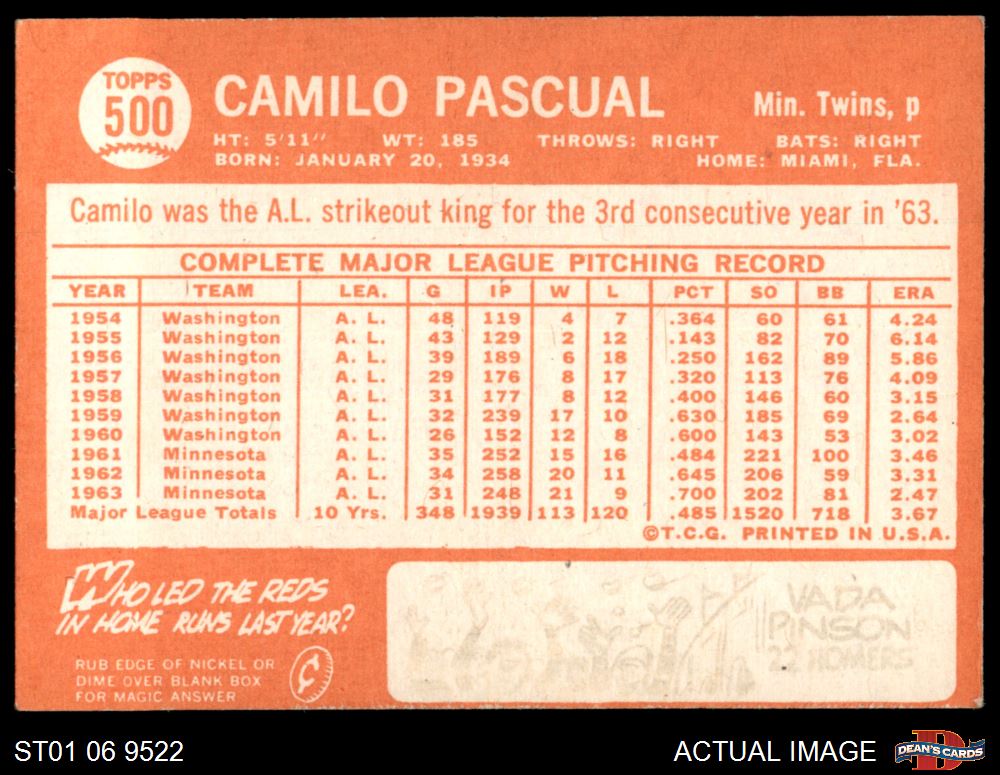 TOPPS
500
CAMILO PASCUAL
Min. Twins, p
HT: 5'11" WT: 185 THROWS: RIGHT BATS: RIGHT
BORN: JANUARY 20, 1934 HOME: MIAMI, FLA.
Camilo was the A.L. strikeout king for the 3rd consecutive year in '63.
COMPLETE MAJOR LEAGUE PITCHING RECORD
YEAR TEAM LEA. G IP W L PCT SO BB ERA
1954 Washington A. L. 48 119 4 7 .364 60 61 4.24
1955 Washington A. L. 43 129 2 12 .143 82 70 6.14
1956 Washington A. L. 39 189 6 18 .250 162 89 5.86
1957 Washington A. L. 29 176 8 17 .320 113 76 4.09
1958 Washington A. L. 31 177 8 12 .400 146 60 3.15
1959 Washington A. L. 32 239 17 10 .630 185 69 2.64
1960 Washington A. L. 26 152 12 8 .600 143 53 3.02
1961 Minnesota A. L. 35 252 15 16 .484 221 100 3.46
1962 Minnesota A. L. 34 258 20 11 .645 206 59 3.31
1963 Minnesota A. L. 31 248 21 9 .700 202 81 2.47
Major League Totals 10 Yrs. 348 1939 113 120 .485 1520 718 3.67
©T.C.G. PRINTED IN U.S.A.
WHO LED THE REDS
IN HOME RUNS LAST YEAR?
RUB EDGE OF NICKEL OR
DIME OVER BLANK BOX
FOR MAGIC ANSWER
¢
VADA
PINSON
22 HOMERS
ST01 06 9522
ACTUAL IMAGE
D
DEAN'S CARDS